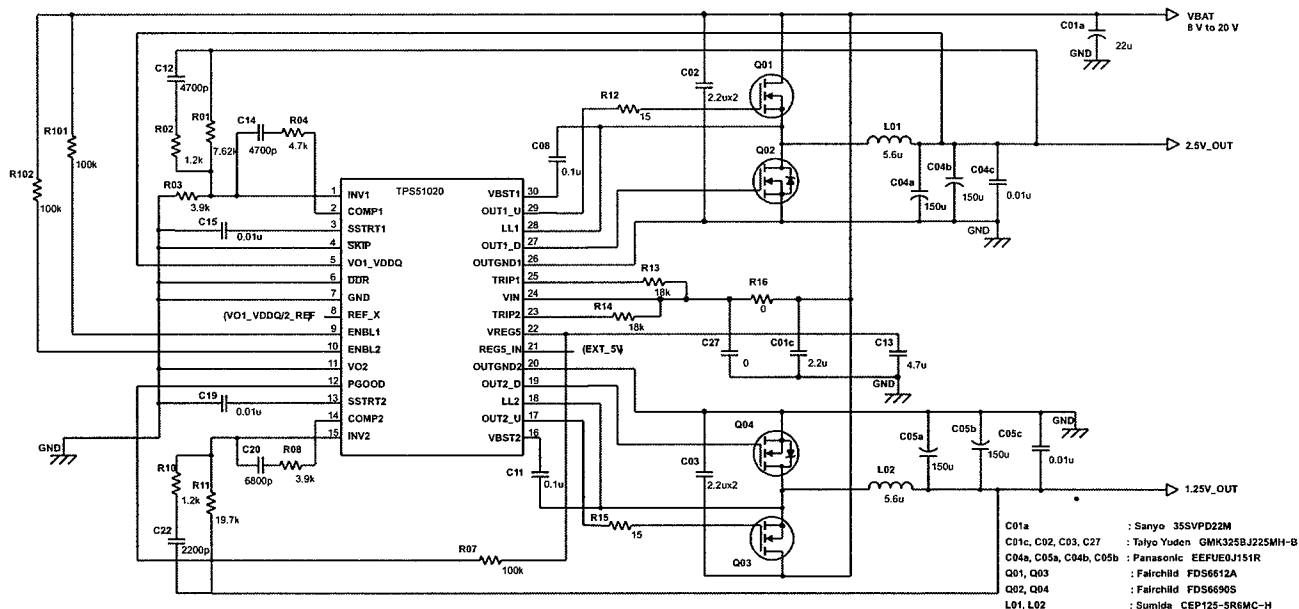 VBAT
8 V to 20 V
C01a
22u
GND
C12
4700p
R02
1.2k
R01
7.62k
C14
4700p
R04
4.7k
R101
100k
R102
100k
R03
3.9k
C15
0.01u
C02
2.2ux2
Q01
R12
15
C08
0.1u
Q02
L01
5.6u
C04a
150u
C04b
150u
C04c
0.01u
2.5V_OUT
GND
TPS51020
1 INV1
2 COMP1
3 SSTRT1
4 SKIP
5 VO1_VDDQ
6 DDR
7 GND
8 REF_X
9 ENBL1
10 ENBL2
11 VO2
12 PGOOD
13 SSTRT2
14 COMP2
15 INV2
VBST1 30
OUT1_U 29
LL1 28
OUT1_D 27
OUTGND1 26
TRIP1 25
VIN 24
TRIP2 23
VREG5 22
REG5_IN 21
OUTGND2 20
OUT2_D 19
LL2 18
OUT2_U 17
VBST2 16
(VO1_VDDQ/2_REF)
(EXT_5V)
R13
18k
R14
18k
R16
0
C27
0
C01c
2.2u
C13
4.7u
GND
C19
0.01u
GND
C20
6800p
R08
3.9k
R10
1.2k
R11
19.7k
C22
2200p
R07
100k
C11
0.1u
R15
15
C03
2.2ux2
Q04
Q03
L02
5.6u
C05a
150u
C05b
150u
C05c
0.01u
GND
1.25V_OUT
C01a : Sanyo 35SVPD22M
C01c, C02, C03, C27 : Taiyo Yuden GMK325BJ225MH-B
C04a, C05a, C04b, C05b : Panasonic EEFUE0J151R
Q01, Q03 : Fairchild FDS6612A
Q02, Q04 : Fairchild FDS6690S
L01, L02 : Sumida CEP125-5R6MC-H